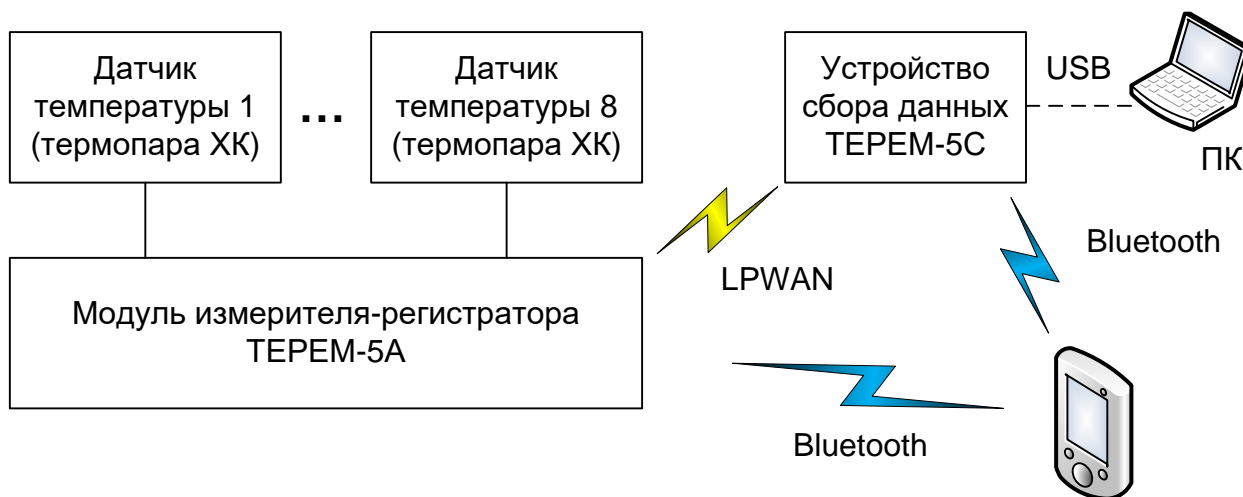 Датчик
температуры 1
(термопара ХК)
...
Датчик
температуры 8
(термопара ХК)
Устройство
сбора данных
ТЕРЕМ-5С
USB
ПК
Bluetooth
LPWAN
Модуль измерителя-регистратора
ТЕРЕМ-5А
Bluetooth